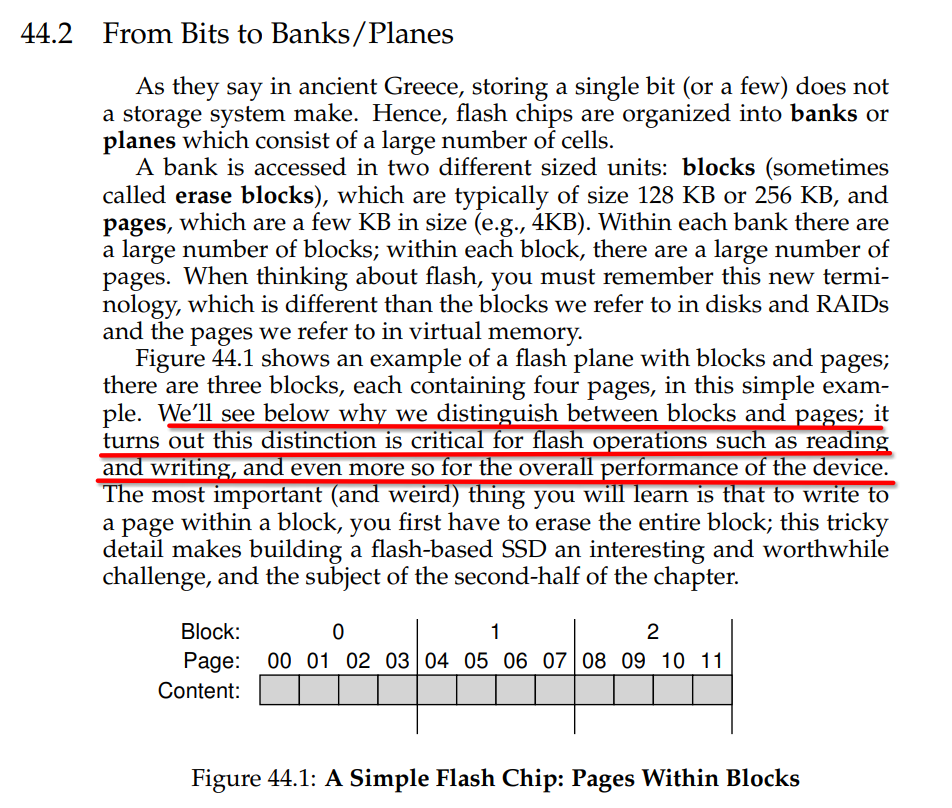 44.2 From Bits to Banks/Planes
As they say in ancient Greece, storing a single bit (or a few) does not
a storage system make. Hence, flash chips are organized into banks or
planes which consist of a large number of cells.
A bank is accessed in two different sized units: blocks (sometimes
called erase blocks), which are typically of size 128 KB or 256 KB, and
pages, which are a few KB in size (e.g., 4KB). Within each bank there are
a large number of blocks; within each block, there are a large number of
pages. When thinking about flash, you must remember this new termi-
nology, which is different than the blocks we refer to in disks and RAIDs
and the pages we refer to in virtual memory.
Figure 44.1 shows an example of a flash plane with blocks and pages;
there are three blocks, each containing four pages, in this simple exam-
ple. We'll see below why we distinguish between blocks and pages; it
turns out this distinction is critical for flash operations such as reading
and writing, and even more so for the overall performance of the device.
The most important (and weird) thing you will learn is that to write to
a page within a block, you first have to erase the entire block; this tricky
detail makes building a flash-based SSD an interesting and worthwhile
challenge, and the subject of the second-half of the chapter.
Block: 0 1 2
Page: 00 01 02 03 04 05 06 07 08 09 10 11
Content:
Figure 44.1: A Simple Flash Chip: Pages Within Blocks